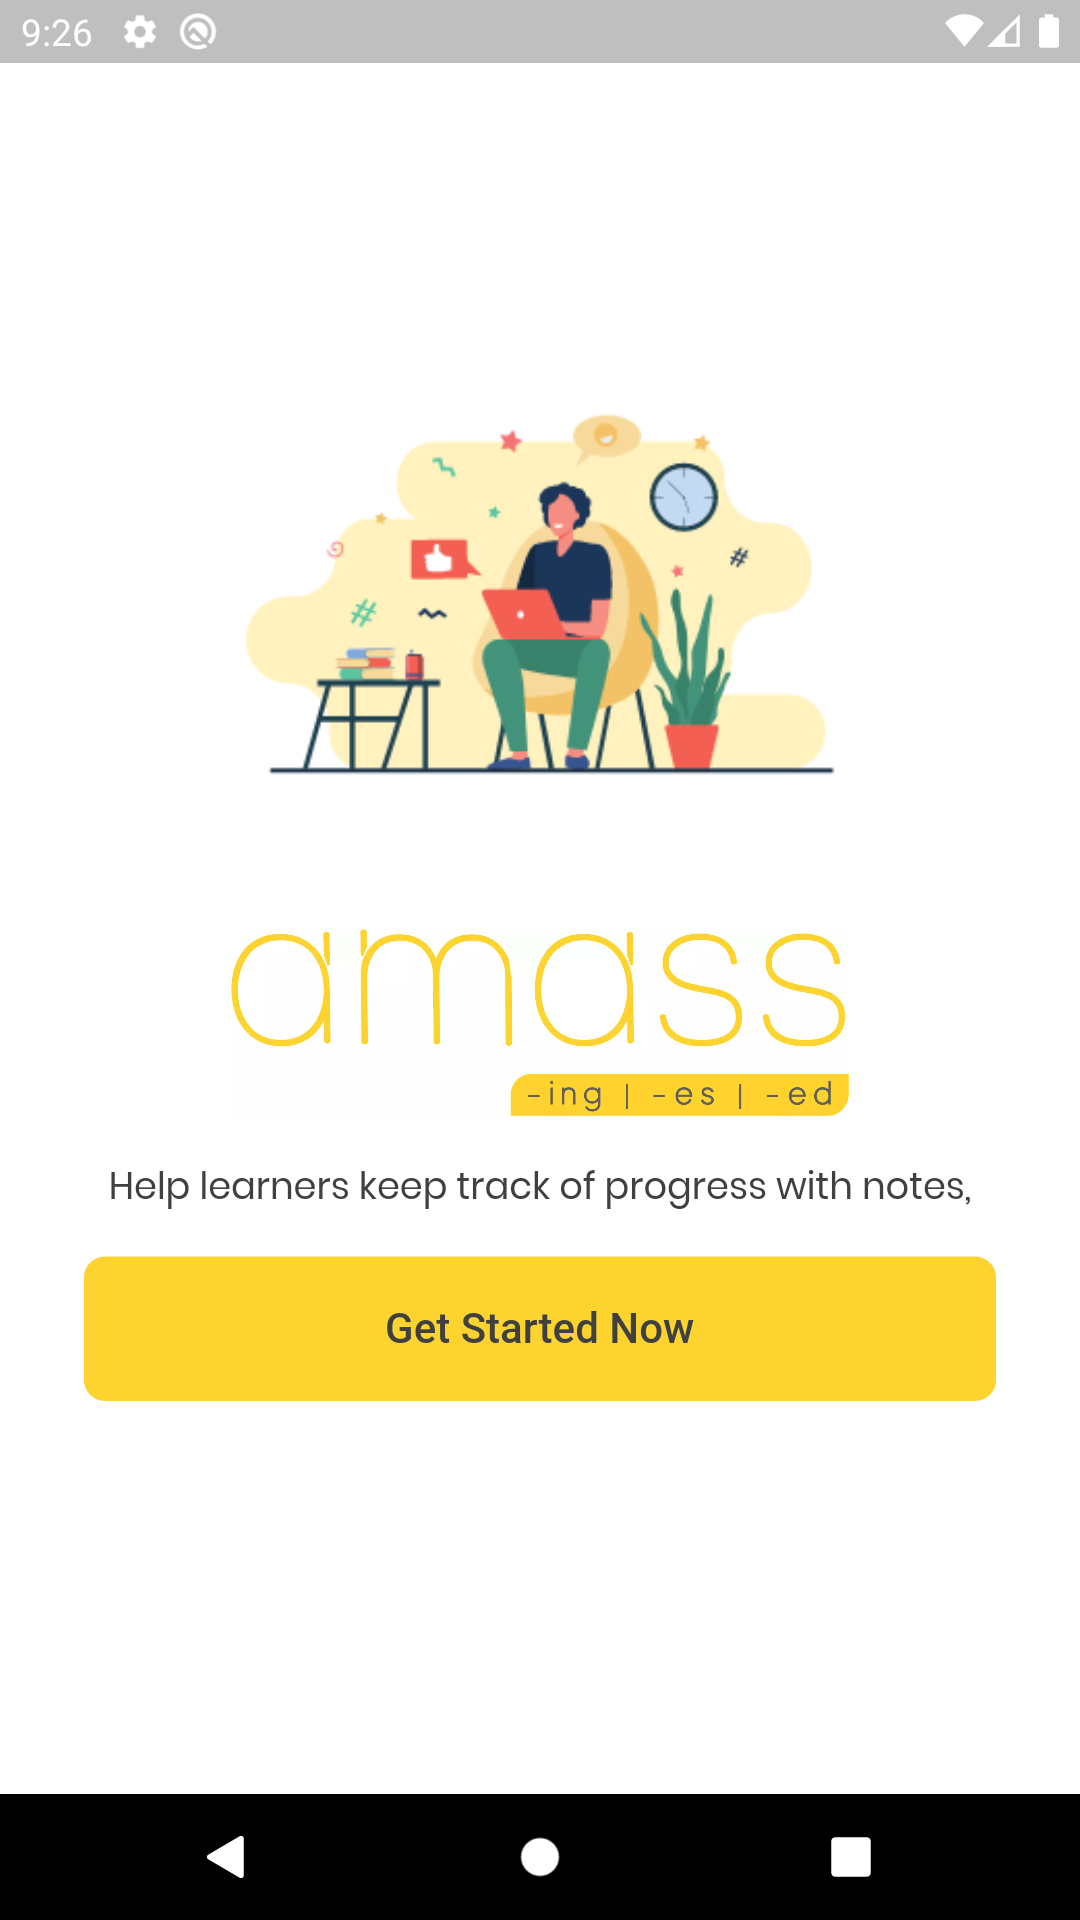 9:26
#
#
amass
-ing | -es | -ed
Help learners keep track of progress with notes,
Get Started Now